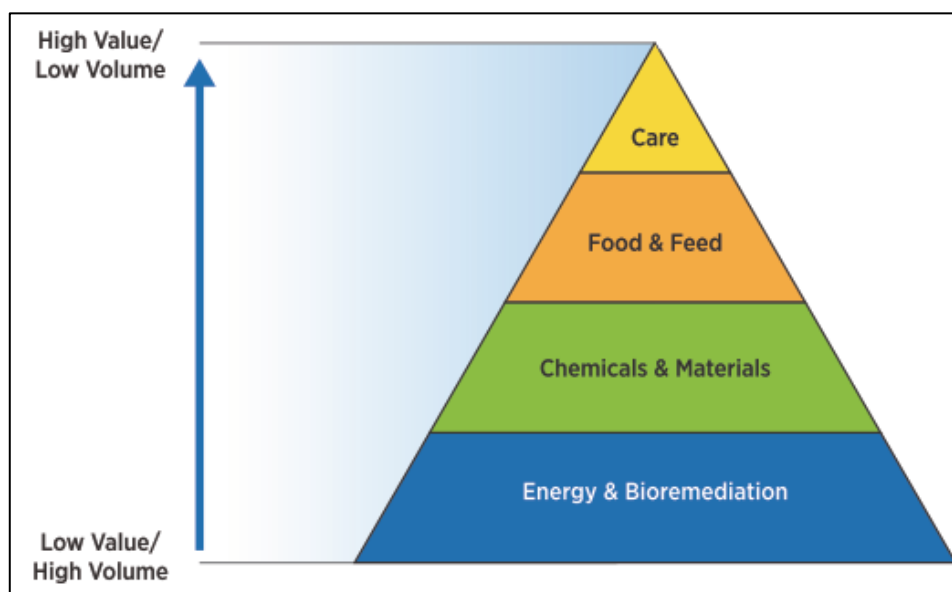 High Value/
Low Volume
Care
Food & Feed
Chemicals & Materials
Energy & Bioremediation
Low Value/
High Volume